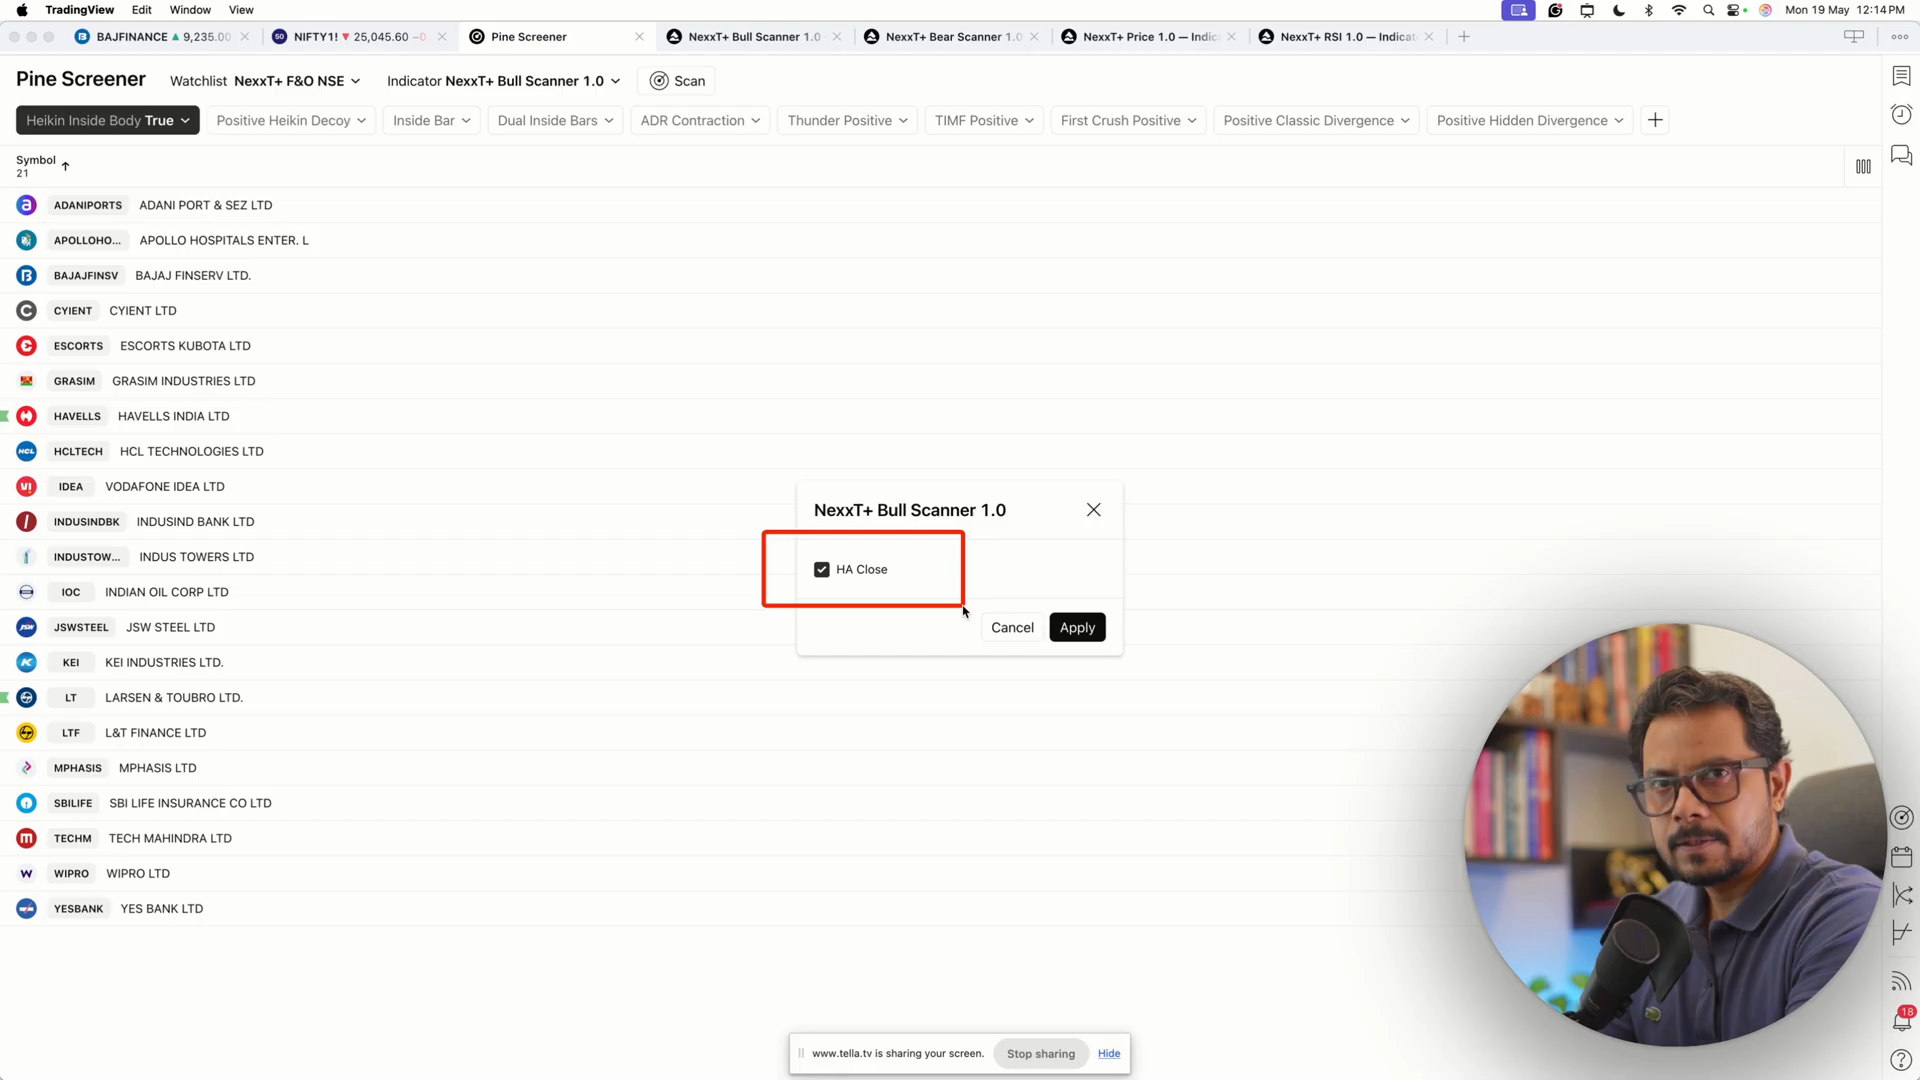 TradingView Edit Window View
Mon 19 May 12:14 PM
BAJFINANCE ▲ 9,235.00
NIFTY1! ▼ 25,045.60 −0
Pine Screener
NexxT+ Bull Scanner 1.0
NexxT+ Bear Scanner 1.0
NexxT+ Price 1.0 — Indic
NexxT+ RSI 1.0 — Indicat
Pine Screener
Watchlist NexxT+ F&O NSE
Indicator NexxT+ Bull Scanner 1.0
Scan
Heikin Inside Body True
Positive Heikin Decoy
Inside Bar
Dual Inside Bars
ADR Contraction
Thunder Positive
TIMF Positive
First Crush Positive
Positive Classic Divergence
Positive Hidden Divergence
Symbol
21
ADANIPORTS ADANI PORT & SEZ LTD
APOLLOHO... APOLLO HOSPITALS ENTER. L
BAJAJFINSV BAJAJ FINSERV LTD.
CYIENT CYIENT LTD
ESCORTS ESCORTS KUBOTA LTD
GRASIM GRASIM INDUSTRIES LTD
HAVELLS HAVELLS INDIA LTD
HCL HCLTECH HCL TECHNOLOGIES LTD
IDEA VODAFONE IDEA LTD
INDUSINDBK INDUSIND BANK LTD
INDUSTOW... INDUS TOWERS LTD
IOC INDIAN OIL CORP LTD
JSW JSWSTEEL JSW STEEL LTD
KEI KEI INDUSTRIES LTD.
LT LARSEN & TOUBRO LTD.
LTF L&T FINANCE LTD
MPHASIS MPHASIS LTD
SBILIFE SBI LIFE INSURANCE CO LTD
TECHM TECH MAHINDRA LTD
WIPRO WIPRO LTD
YESBANK YES BANK LTD
NexxT+ Bull Scanner 1.0
HA Close
Cancel Apply
18
www.tella.tv is sharing your screen. Stop sharing Hide